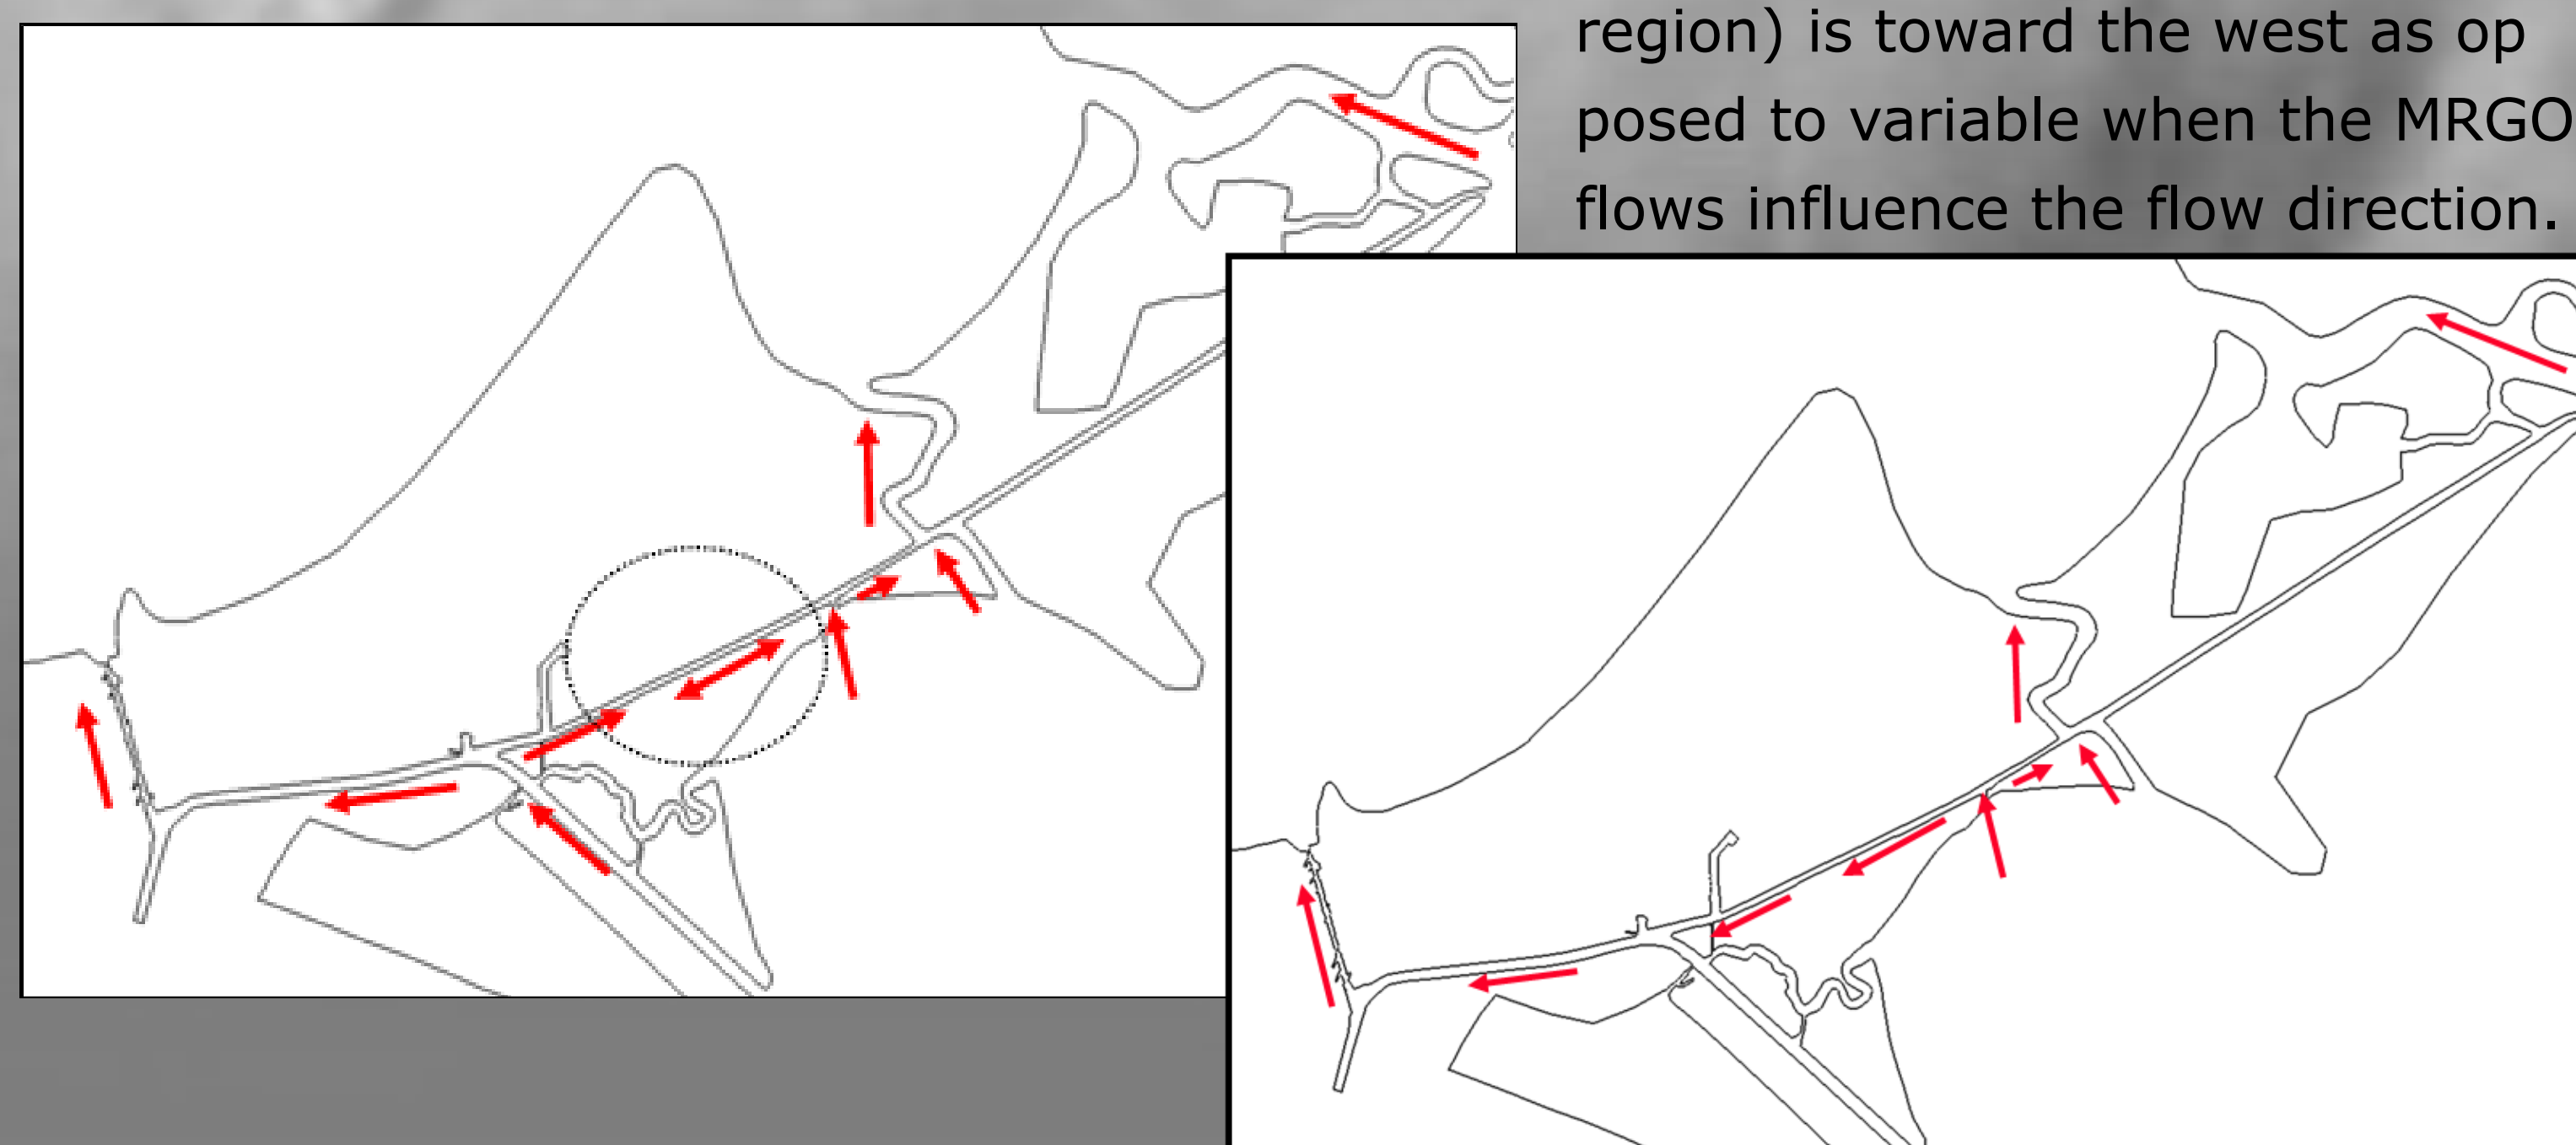 region) is toward the west as op
posed to variable when the MRGO
flows influence the flow direction.